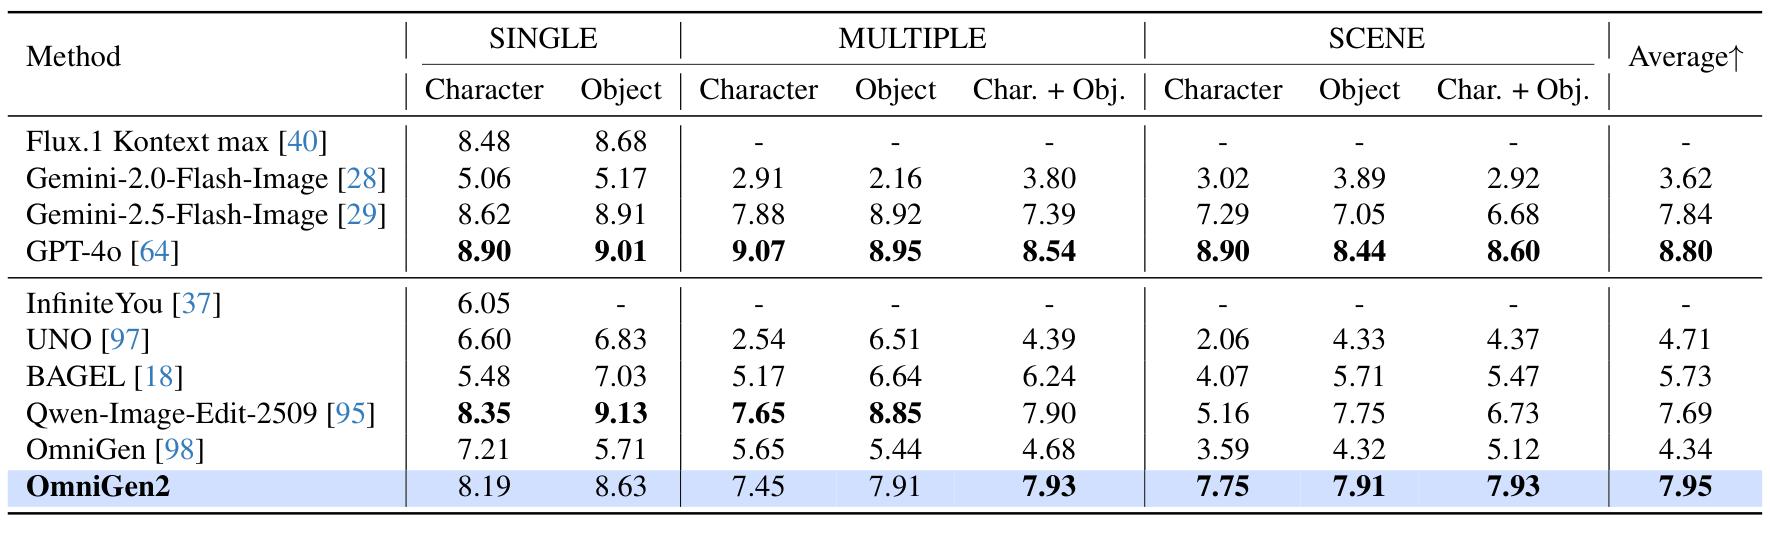 Method SINGLE MULTIPLE SCENE Average↑
Character Object Character Object Char. + Obj. Character Object Char. + Obj.
Flux.1 Kontext max [40] 8.48 8.68 - - - - - - -
Gemini-2.0-Flash-Image [28] 5.06 5.17 2.91 2.16 3.80 3.02 3.89 2.92 3.62
Gemini-2.5-Flash-Image [29] 8.62 8.91 7.88 8.92 7.39 7.29 7.05 6.68 7.84
GPT-4o [64] 8.90 9.01 9.07 8.95 8.54 8.90 8.44 8.60 8.80
InfiniteYou [37] 6.05 - - - - - - - -
UNO [97] 6.60 6.83 2.54 6.51 4.39 2.06 4.33 4.37 4.71
BAGEL [18] 5.48 7.03 5.17 6.64 6.24 4.07 5.71 5.47 5.73
Qwen-Image-Edit-2509 [95] 8.35 9.13 7.65 8.85 7.90 5.16 7.75 6.73 7.69
OmniGen [98] 7.21 5.71 5.65 5.44 4.68 3.59 4.32 5.12 4.34
OmniGen2 8.19 8.63 7.45 7.91 7.93 7.75 7.91 7.93 7.95